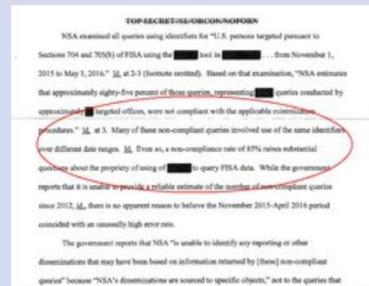 TOP SECRET//SI//ORCON/NOFORN
NSA examined all queries using identifiers for "U.S. persons targeted pursuant to
Sections 704 and 705(b) of FISA using the tool in . . . from November 1,
2015 to May 1, 2016." Id. at 2-3 (footnote omitted). Based on that examination, "NSA estimates
that approximately eighty-five percent of those queries, representing queries conducted by
approximately targeted offices, were not compliant with the applicable minimization
procedures." Id. at 3. Many of these non-compliant queries involved use of the same identifiers
over different date ranges. Id. Even so, a non-compliance rate of 85% raises substantial
questions about the propriety of using to query FISA data. While the government
reports that it is unable to provide a reliable estimate of the number of non-compliant queries
since 2012, id., there is no apparent reason to believe the November 2015-April 2016 period
coincided with an unusually high error rate.
The government reports that NSA "is unable to identify any reporting or other
disseminations that may have been based on information returned by [these] non-compliant
queries" because "NSA's disseminations are sourced to specific objects," not to the queries that